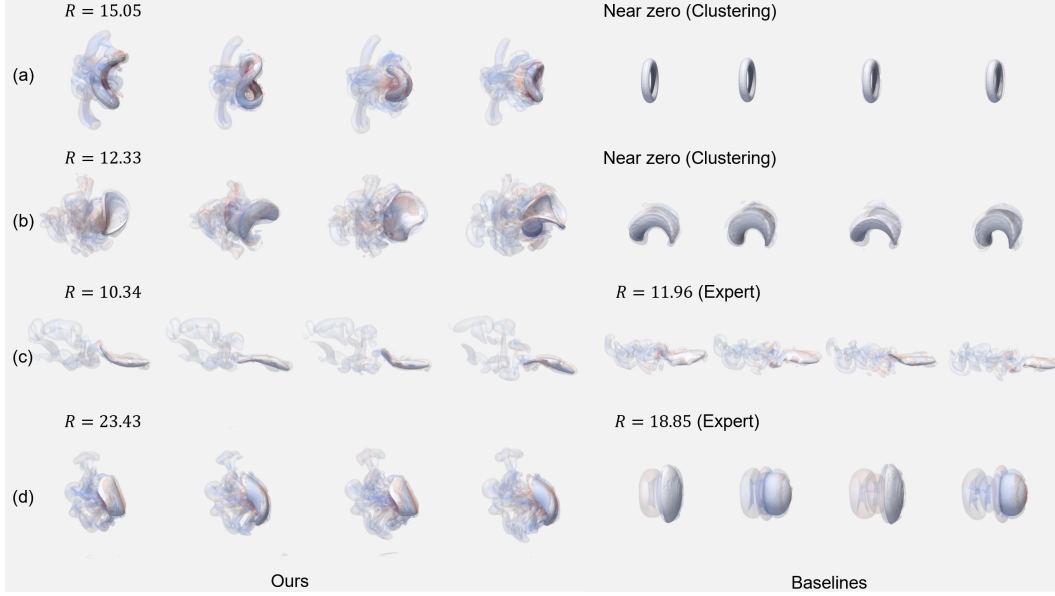 R = 15.05 Near zero (Clustering)
(a)
R = 12.33 Near zero (Clustering)
(b)
R = 10.34 R = 11.96 (Expert)
(c)
R = 23.43 R = 18.85 (Expert)
(d)
Ours Baselines